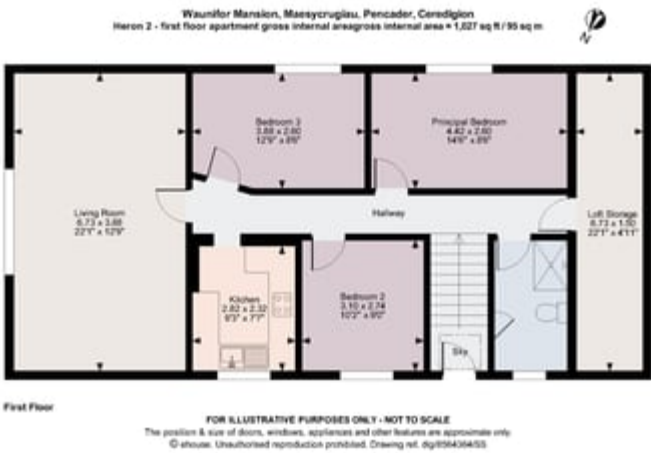 Waunifor Mansion, Maesycrugiau, Pencader, Ceredigion
Heron 2 - first floor apartment gross internal areagross internal area = 1,027 sq ft / 95 sq m
N
Bedroom 3
3.88 x 2.60
12'9" x 8'6"
Principal Bedroom
4.42 x 2.60
14'6" x 8'6"
Living Room
6.73 x 3.88
22'1" x 12'9"
Hallway
Loft Storage
6.73 x 1.50
22'1" x 4'11"
Kitchen
2.82 x 2.32
9'3" x 7'7"
Bedroom 2
3.10 x 2.74
10'2" x 9'0"
Sky
First Floor
FOR ILLUSTRATIVE PURPOSES ONLY - NOT TO SCALE
The position & size of doors, windows, appliances and other features are approximate only.
© ehouse. Unauthorised reproduction prohibited. Drawing ref. dig/8564364/SS